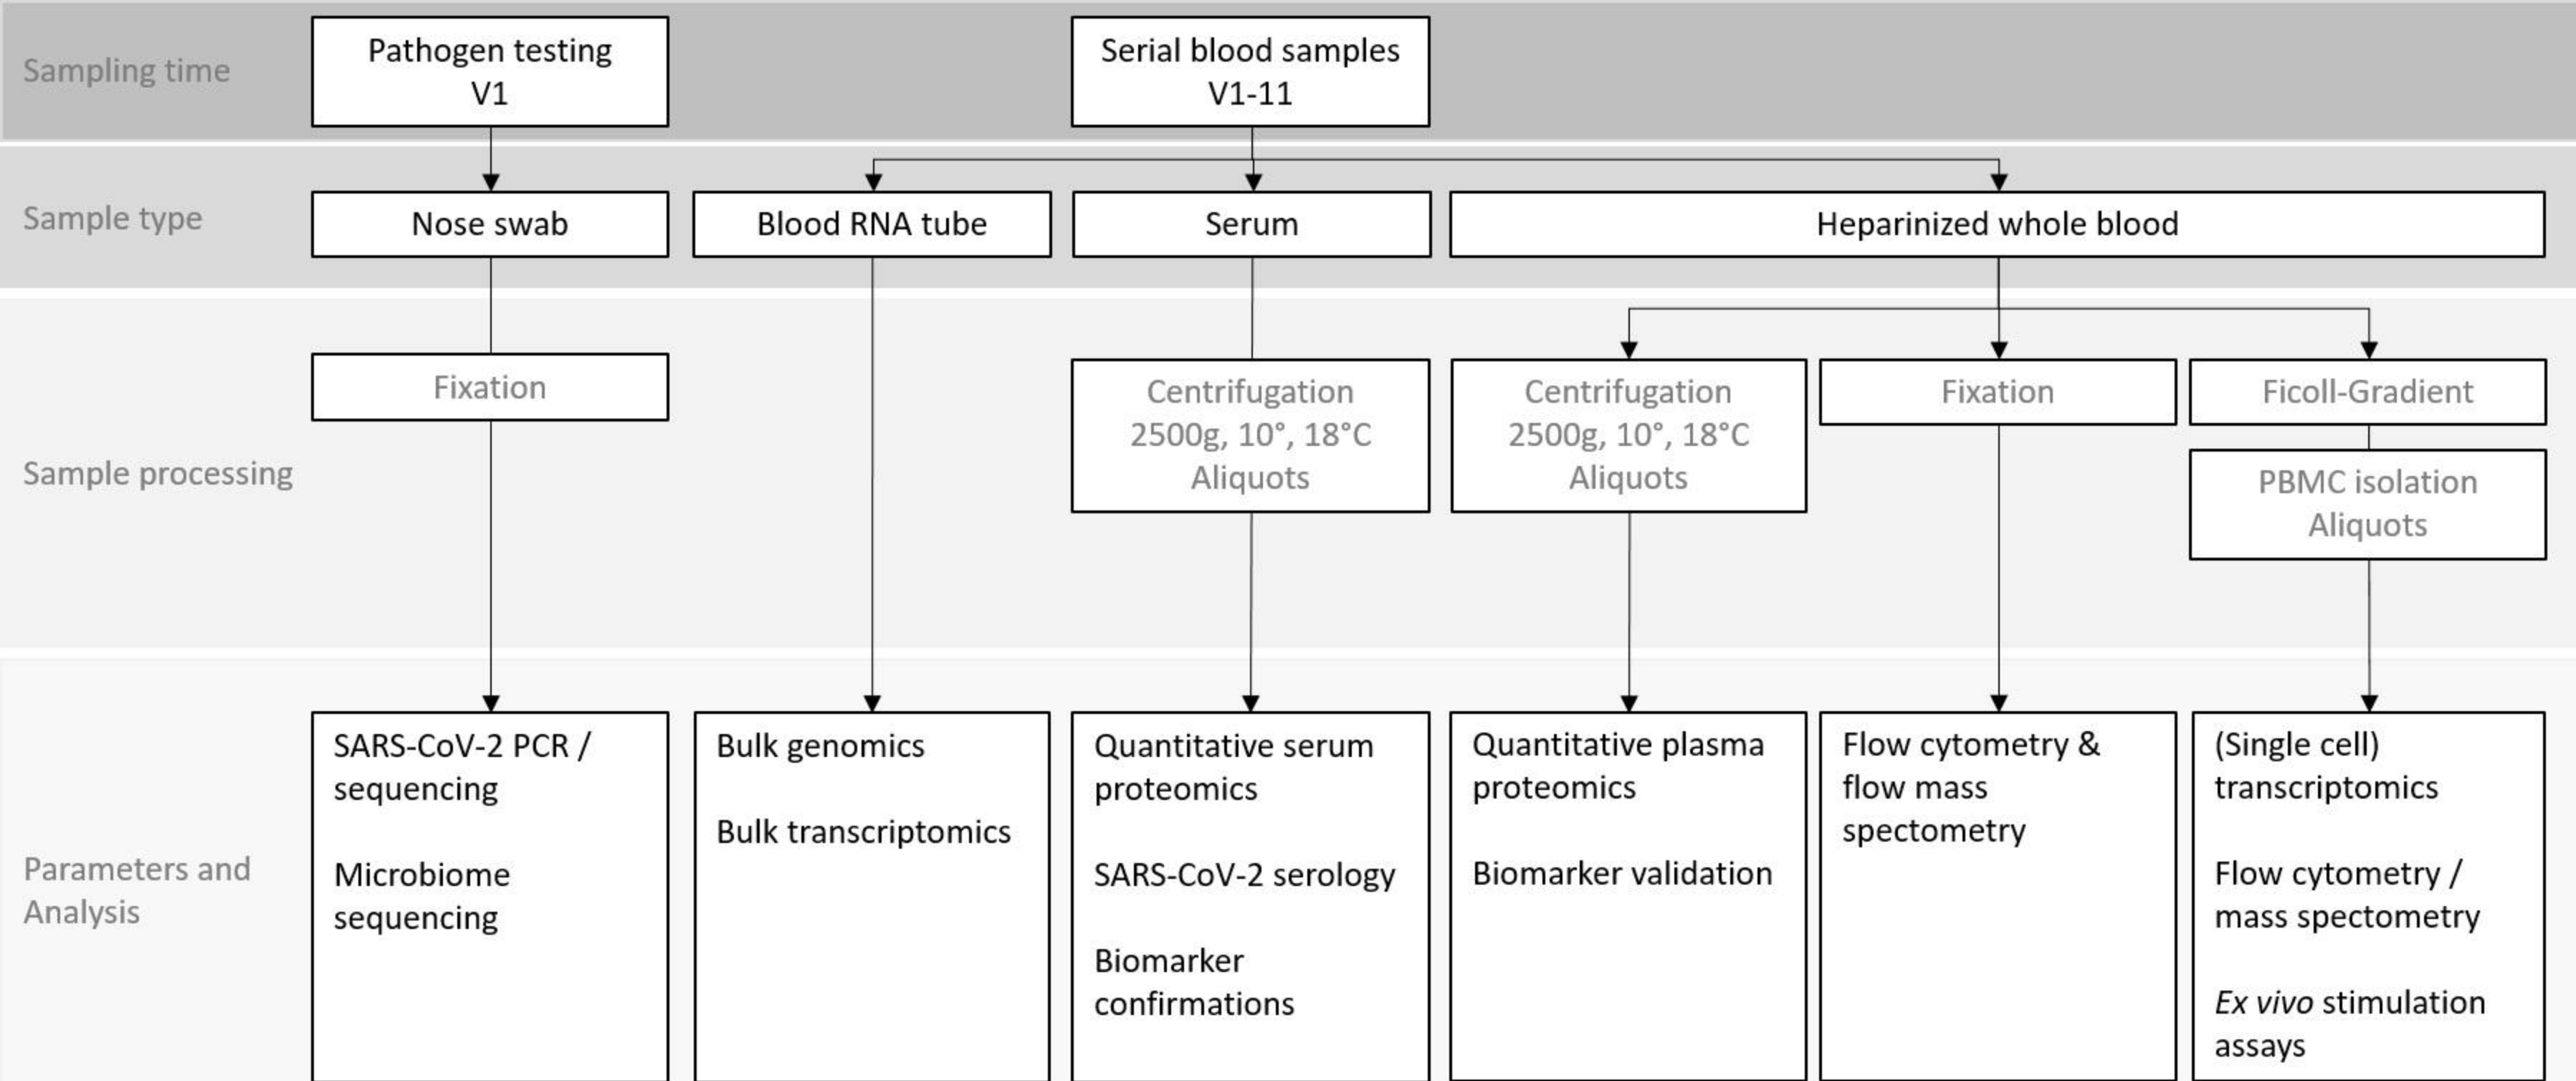 Sampling time
Pathogen testing
V1
Serial blood samples
V1-11
Sample type
Nose swab
Blood RNA tube
Serum
Heparinized whole blood
Sample processing
Fixation
Centrifugation
2500g, 10°, 18°C
Aliquots
Centrifugation
2500g, 10°, 18°C
Aliquots
Fixation
Ficoll-Gradient
PBMC isolation
Aliquots
Parameters and
Analysis
SARS-CoV-2 PCR /
sequencing
Microbiome
sequencing
Bulk genomics
Bulk transcriptomics
Quantitative serum
proteomics
SARS-CoV-2 serology
Biomarker
confirmations
Quantitative plasma
proteomics
Biomarker validation
Flow cytometry &
flow mass
spectometry
(Single cell)
transcriptomics
Flow cytometry /
mass spectometry
Ex vivo stimulation
assays